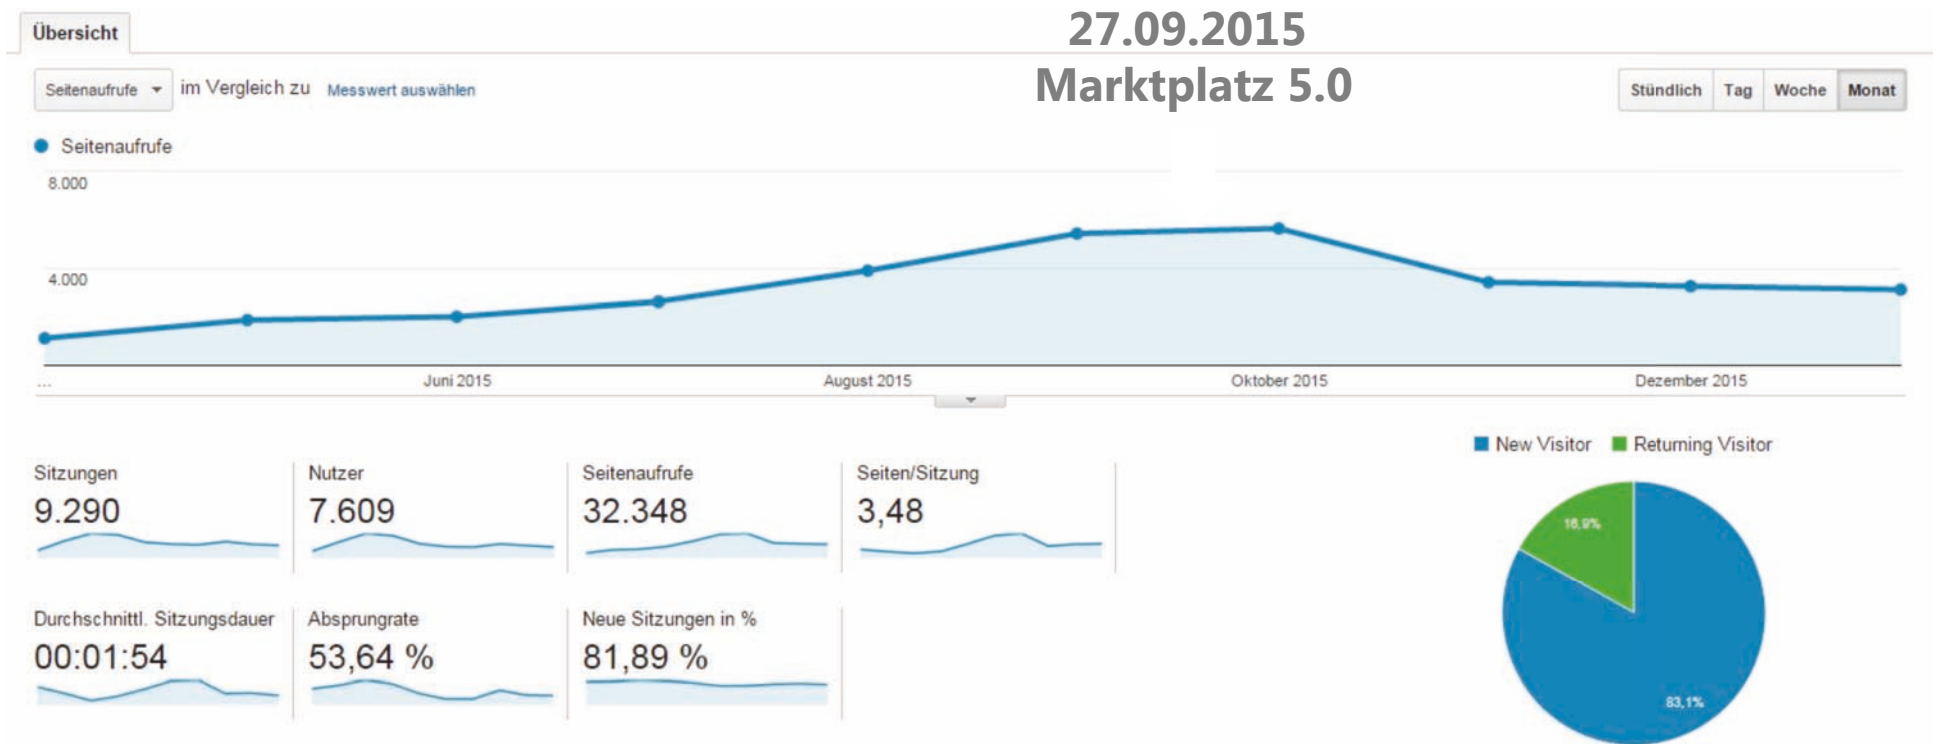 Übersicht
27.09.2015
Marktplatz 5.0
Seitenaufrufe im Vergleich zu Messwert auswählen
Stündlich Tag Woche Monat
Seitenaufrufe
8.000
4.000
... Juni 2015 August 2015 Oktober 2015 Dezember 2015
New Visitor Returning Visitor
Sitzungen Nutzer Seitenaufrufe Seiten/Sitzung
9.290 7.609 32.348 3,48
16,9%
Durchschnittl. Sitzungsdauer Absprungrate Neue Sitzungen in %
00:01:54 53,64 % 81,89 %
83,1%